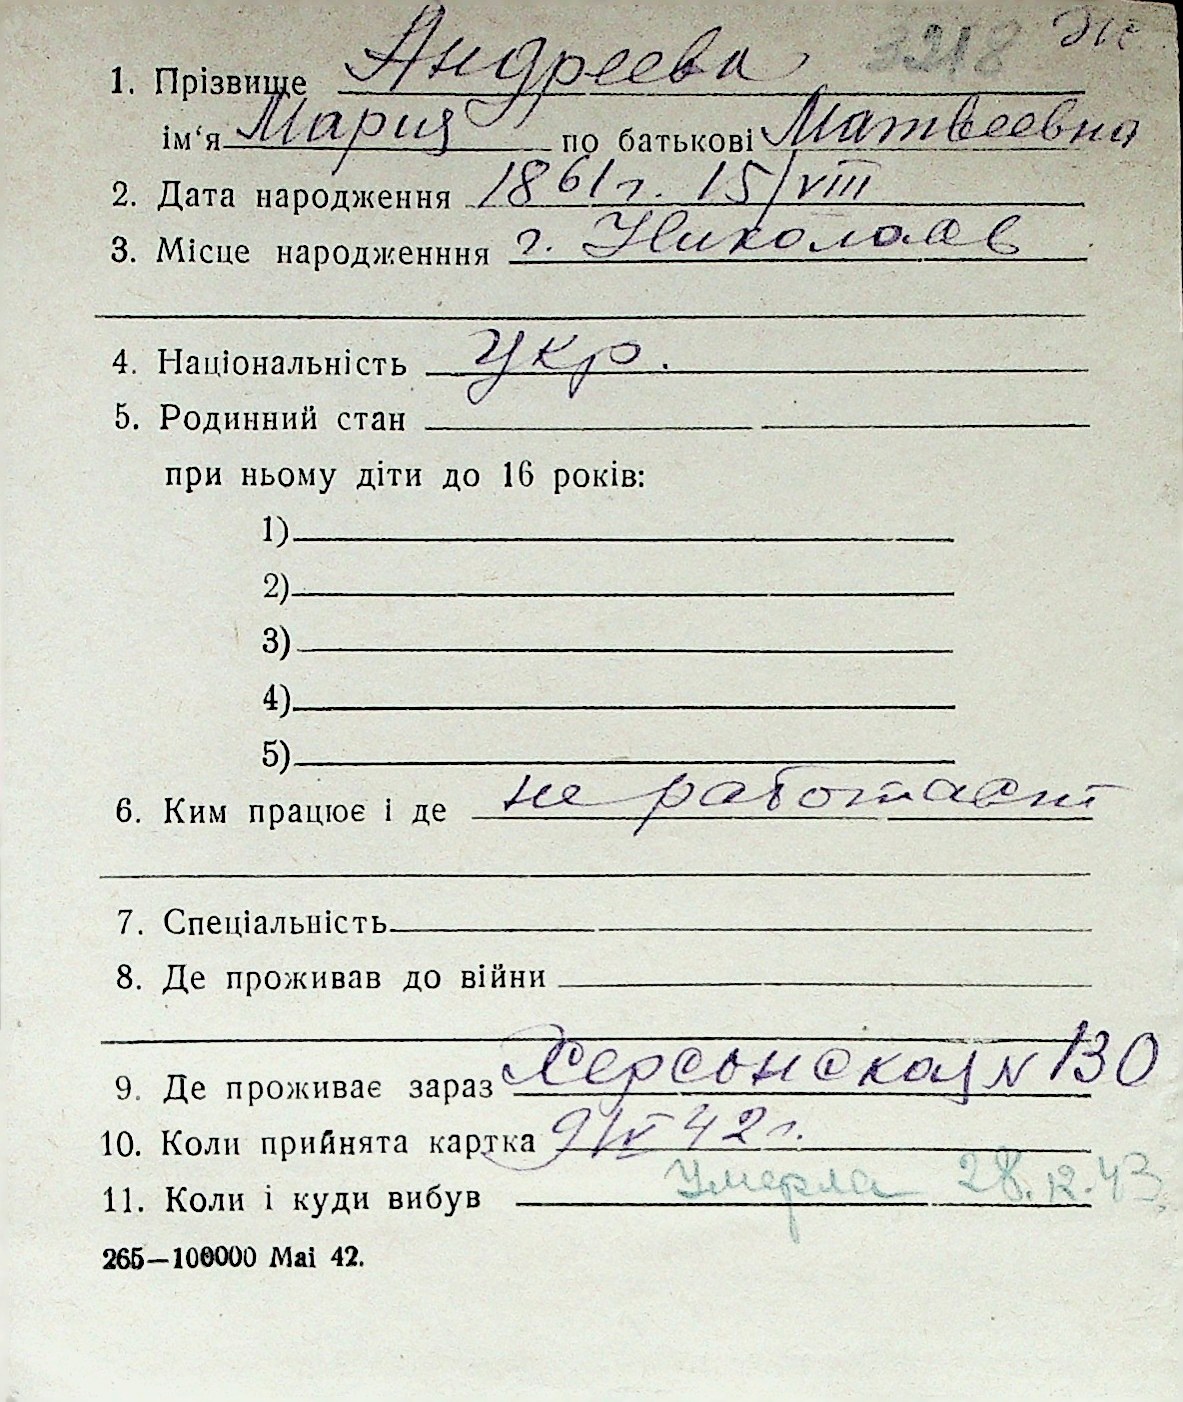 3218 Эк
1. Прізвище Андреева
ім‘я Мария по батькові Матвеевна
2. Дата народження 1861 г. 15/VIII
3. Місце народженння г. Николаев
4. Національність Укр.
5. Родинний стан
при ньому діти до 16 років:
1)
2)
3)
4)
5)
6. Ким працює і де не работает
7. Спеціальність
8. Де проживав до війни
9. Де проживає зараз Херсонская N 130
10. Коли прийнята картка 9/IV 42 г.
11. Коли і куди вибув Умерла 28.12.43
265—100000 Mai 42.